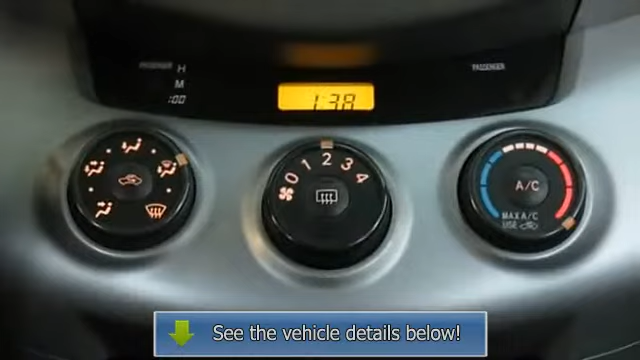 PASSENGER H
PASSENGER
M
:00
1:38
0 1 2 3 4
A/C
MAX A/C
USE
See the vehicle details below!